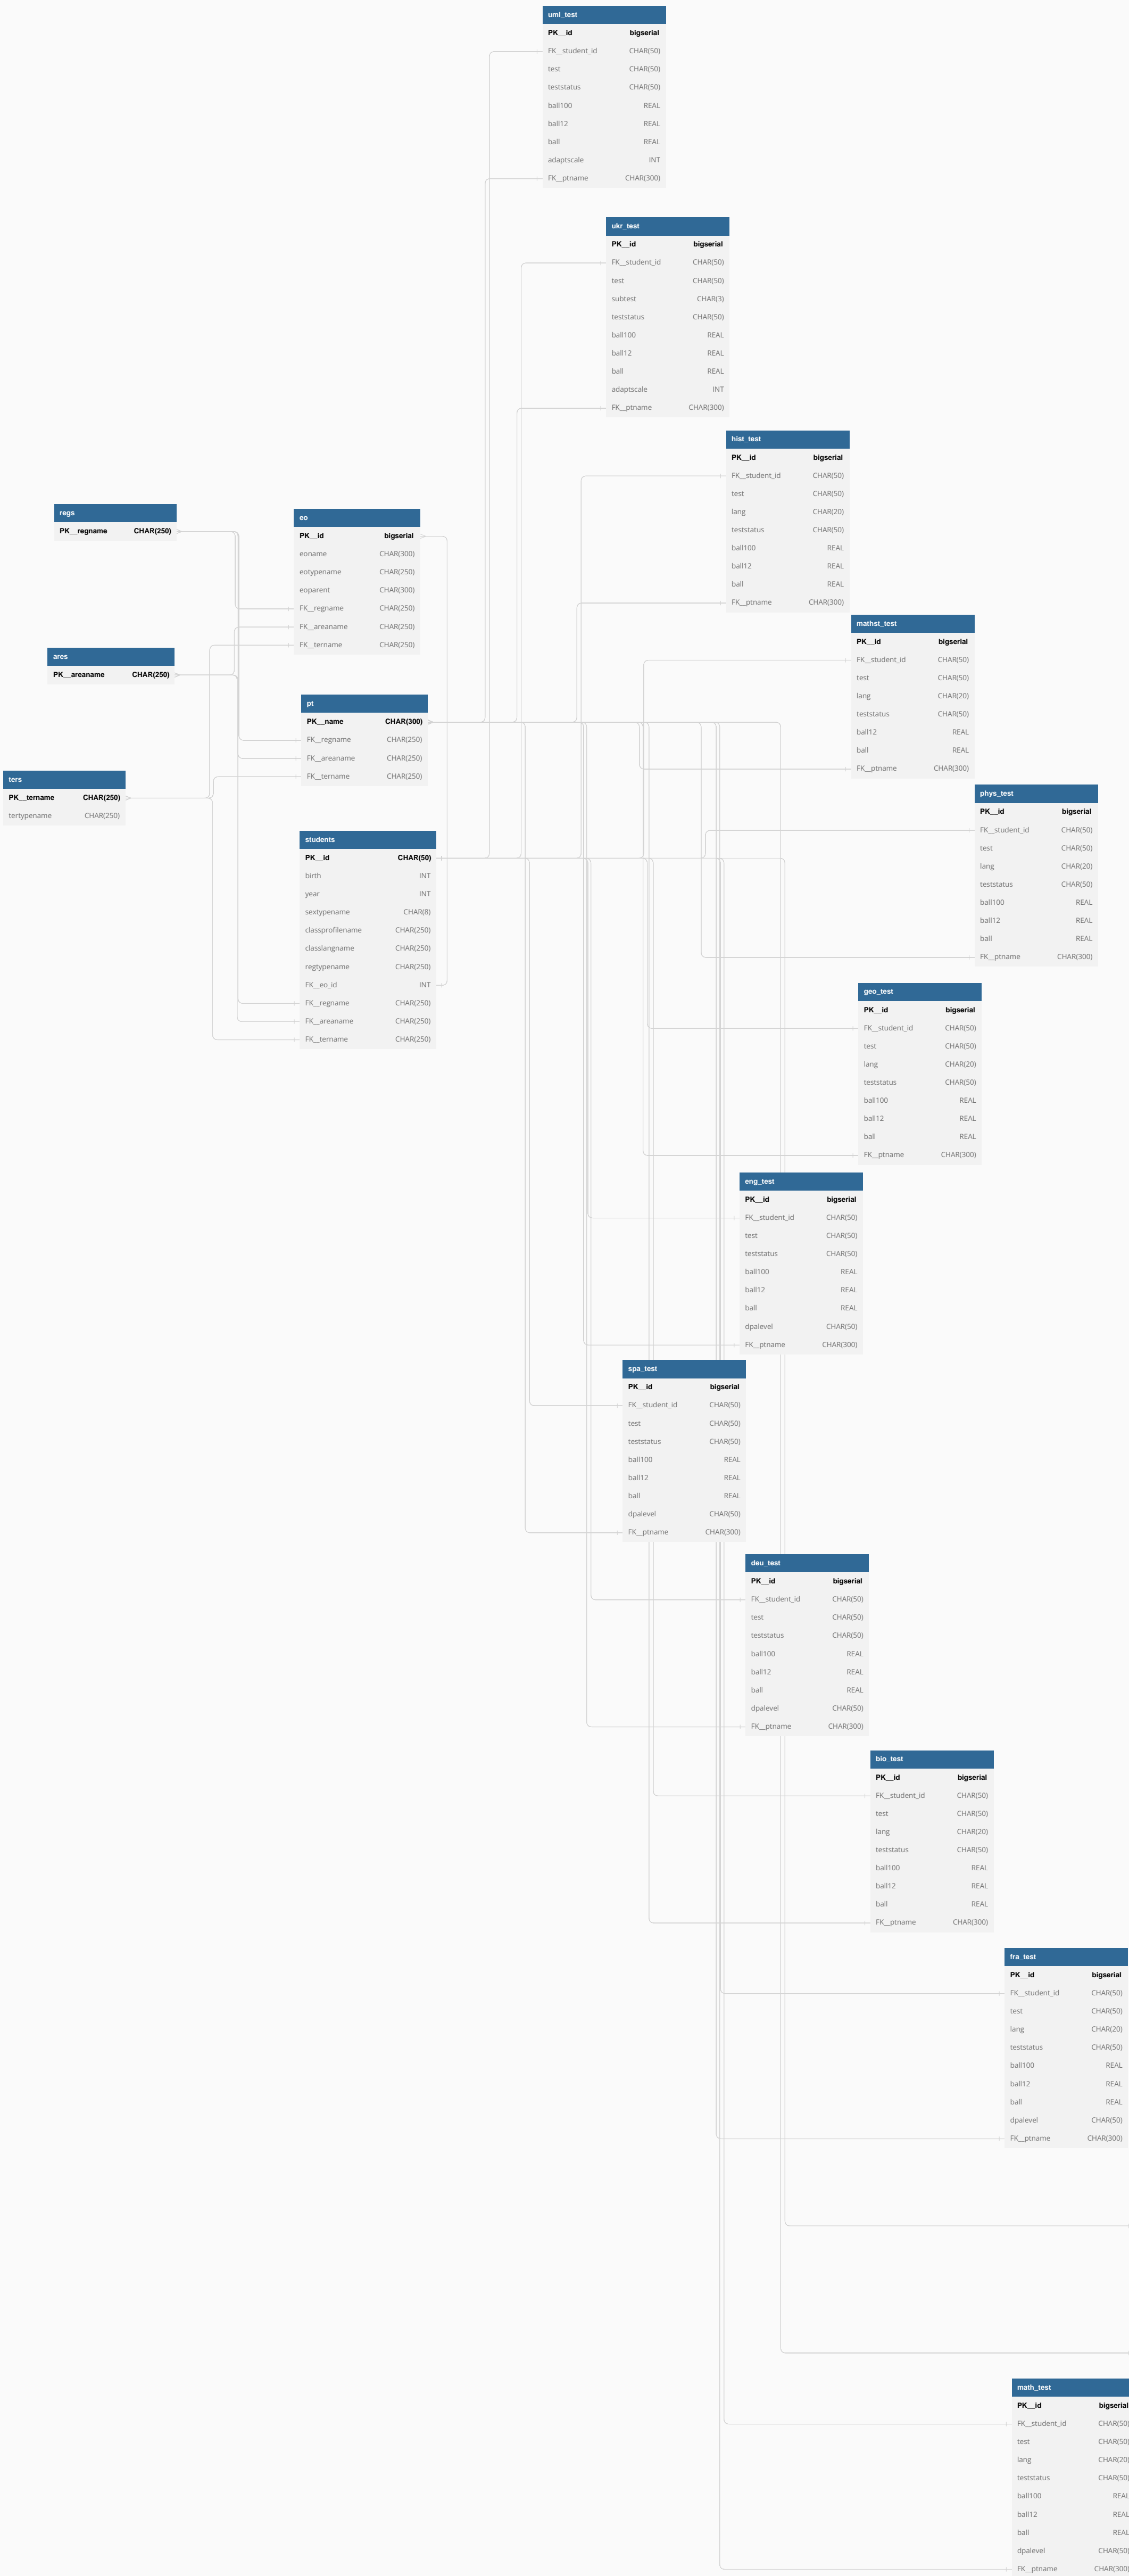 uml_test
PK__id bigserial
FK__student_id CHAR(50)
test CHAR(50)
teststatus CHAR(50)
ball100 REAL
ball12 REAL
ball REAL
adaptscale INT
FK__ptname CHAR(300)
ukr_test
PK__id bigserial
FK__student_id CHAR(50)
test CHAR(50)
subtest CHAR(3)
teststatus CHAR(50)
ball100 REAL
ball12 REAL
ball REAL
adaptscale INT
FK__ptname CHAR(300)
hist_test
PK__id bigserial
FK__student_id CHAR(50)
test CHAR(50)
lang CHAR(20)
teststatus CHAR(50)
ball100 REAL
ball12 REAL
ball REAL
FK__ptname CHAR(300)
regs
PK__regname CHAR(250)
eo
PK__id bigserial
eoname CHAR(300)
eotypename CHAR(250)
eoparent CHAR(300)
FK__regname CHAR(250)
FK__areaname CHAR(250)
FK__tername CHAR(250)
mathst_test
PK__id bigserial
FK__student_id CHAR(50)
test CHAR(50)
lang CHAR(20)
teststatus CHAR(50)
ball12 REAL
ball REAL
FK__ptname CHAR(300)
ares
PK__areaname CHAR(250)
pt
PK__name CHAR(300)
FK__regname CHAR(250)
FK__areaname CHAR(250)
FK__tername CHAR(250)
ters
PK__tername CHAR(250)
tertypename CHAR(250)
phys_test
PK__id bigserial
FK__student_id CHAR(50)
test CHAR(50)
lang CHAR(20)
teststatus CHAR(50)
ball100 REAL
ball12 REAL
ball REAL
FK__ptname CHAR(300)
students
PK__id CHAR(50)
birth INT
year INT
sextypename CHAR(8)
classprofilename CHAR(250)
classlangname CHAR(250)
regtypename CHAR(250)
FK__eo_id INT
FK__regname CHAR(250)
FK__areaname CHAR(250)
FK__tername CHAR(250)
geo_test
PK__id bigserial
FK__student_id CHAR(50)
test CHAR(50)
lang CHAR(20)
teststatus CHAR(50)
ball100 REAL
ball12 REAL
ball REAL
FK__ptname CHAR(300)
eng_test
PK__id bigserial
FK__student_id CHAR(50)
test CHAR(50)
teststatus CHAR(50)
ball100 REAL
ball12 REAL
ball REAL
dpalevel CHAR(50)
FK__ptname CHAR(300)
spa_test
PK__id bigserial
FK__student_id CHAR(50)
test CHAR(50)
teststatus CHAR(50)
ball100 REAL
ball12 REAL
ball REAL
dpalevel CHAR(50)
FK__ptname CHAR(300)
deu_test
PK__id bigserial
FK__student_id CHAR(50)
test CHAR(50)
teststatus CHAR(50)
ball100 REAL
ball12 REAL
ball REAL
dpalevel CHAR(50)
FK__ptname CHAR(300)
bio_test
PK__id bigserial
FK__student_id CHAR(50)
test CHAR(50)
lang CHAR(20)
teststatus CHAR(50)
ball100 REAL
ball12 REAL
ball REAL
FK__ptname CHAR(300)
fra_test
PK__id bigserial
FK__student_id CHAR(50)
test CHAR(50)
lang CHAR(20)
teststatus CHAR(50)
ball100 REAL
ball12 REAL
ball REAL
dpalevel CHAR(50)
FK__ptname CHAR(300)
math_test
PK__id bigserial
FK__student_id CHAR(50)
test CHAR(50)
lang CHAR(20)
teststatus CHAR(50)
ball100 REAL
ball12 REAL
ball REAL
dpalevel CHAR(50)
FK__ptname CHAR(300)